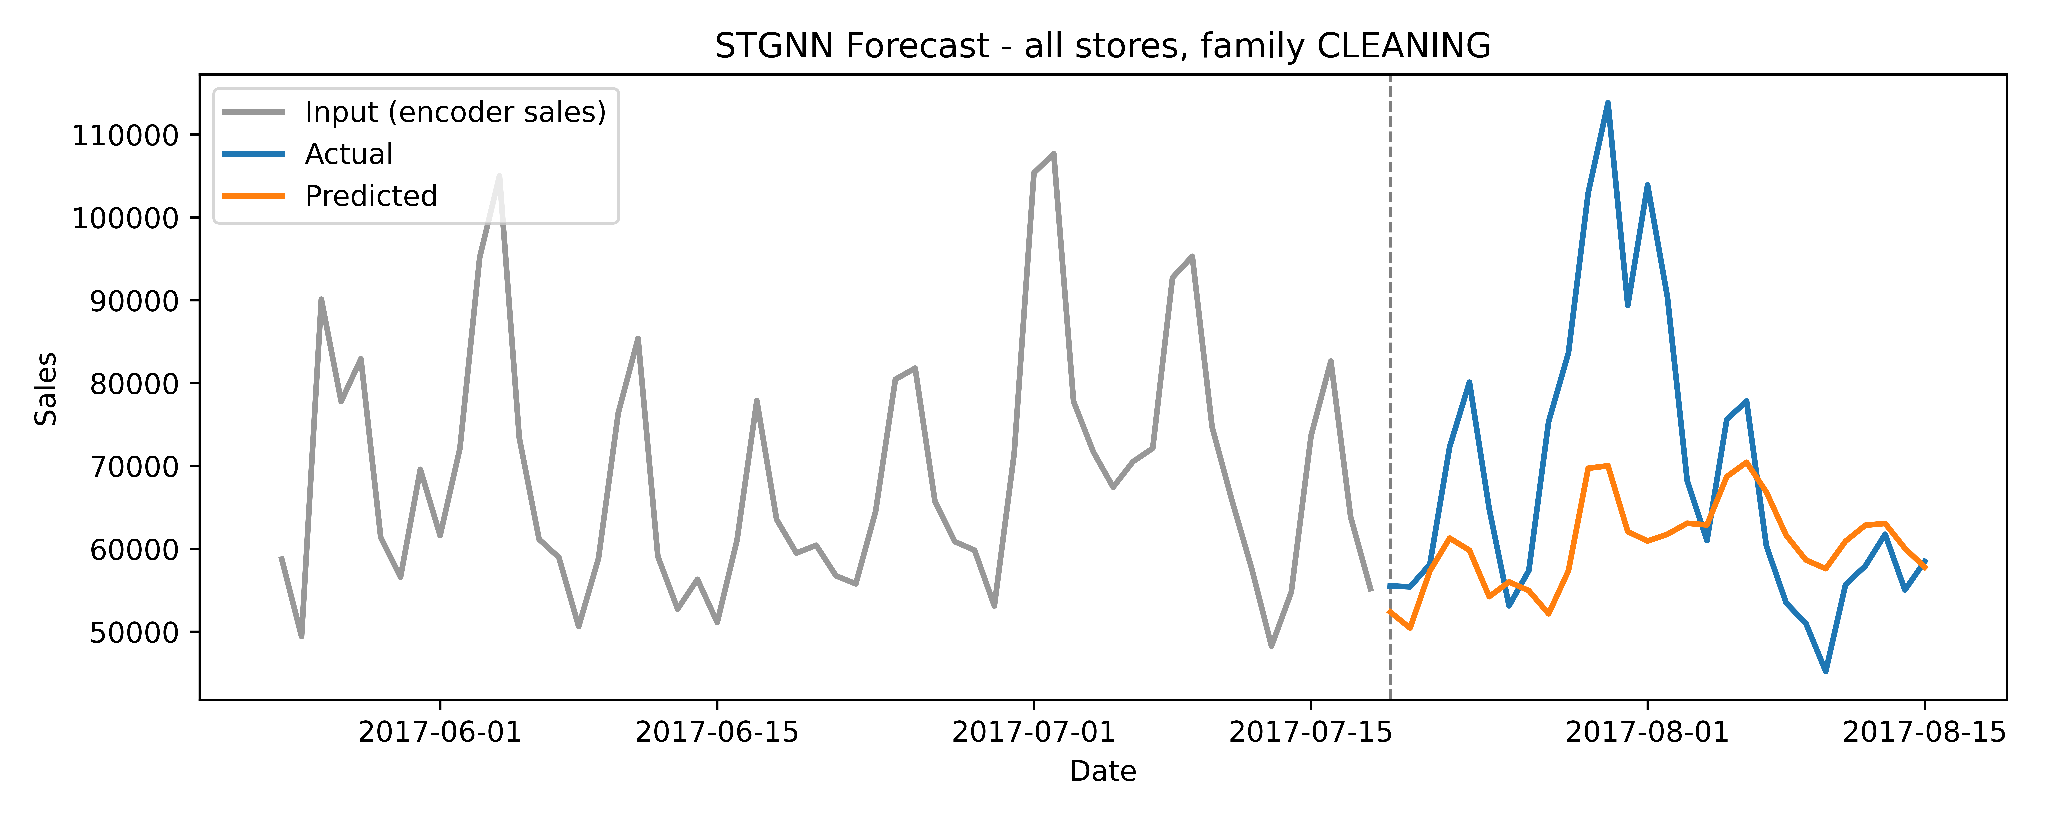 STGNN Forecast - all stores, family CLEANING
Input (encoder sales)
Actual
Predicted
110000
100000
90000
80000
70000
60000
50000
Sales
2017-06-01
2017-06-15
2017-07-01
2017-07-15
2017-08-01
2017-08-15
Date